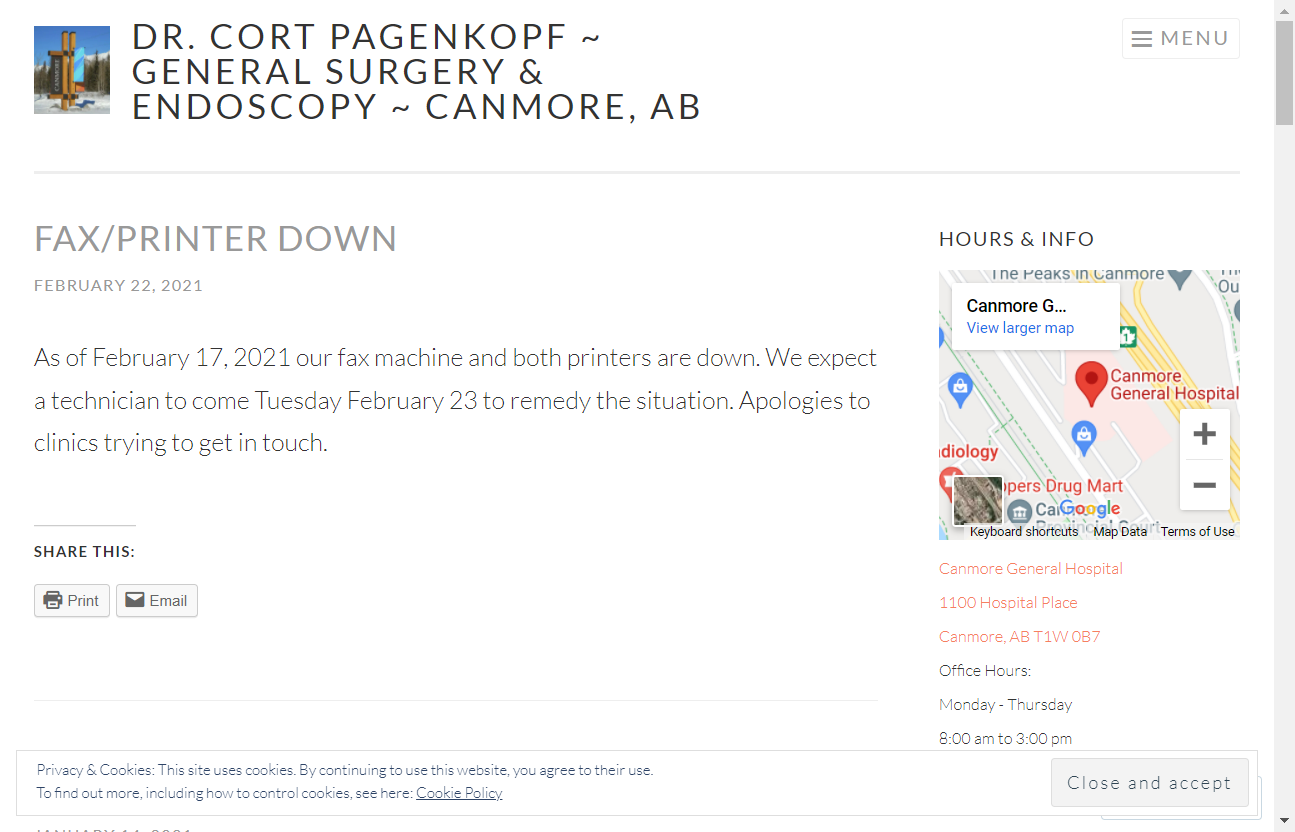 DR. CORT PAGENKOPF ~
GENERAL SURGERY &
ENDOSCOPY ~ CANMORE, AB
MENU
FAX/PRINTER DOWN
FEBRUARY 22, 2021
As of February 17, 2021 our fax machine and both printers are down. We expect
a technician to come Tuesday February 23 to remedy the situation. Apologies to
clinics trying to get in touch.
SHARE THIS:
Print
Email
HOURS & INFO
The Peaks in Canmore
Canmore G...
View larger map
Canmore
General Hospital
Google
Keyboard shortcuts
Map Data
Terms of Use
Canmore General Hospital
1100 Hospital Place
Canmore, AB T1W 0B7
Office Hours:
Monday - Thursday
8:00 am to 3:00 pm
Privacy & Cookies: This site uses cookies. By continuing to use this website, you agree to their use.
To find out more, including how to control cookies, see here: Cookie Policy
Close and accept